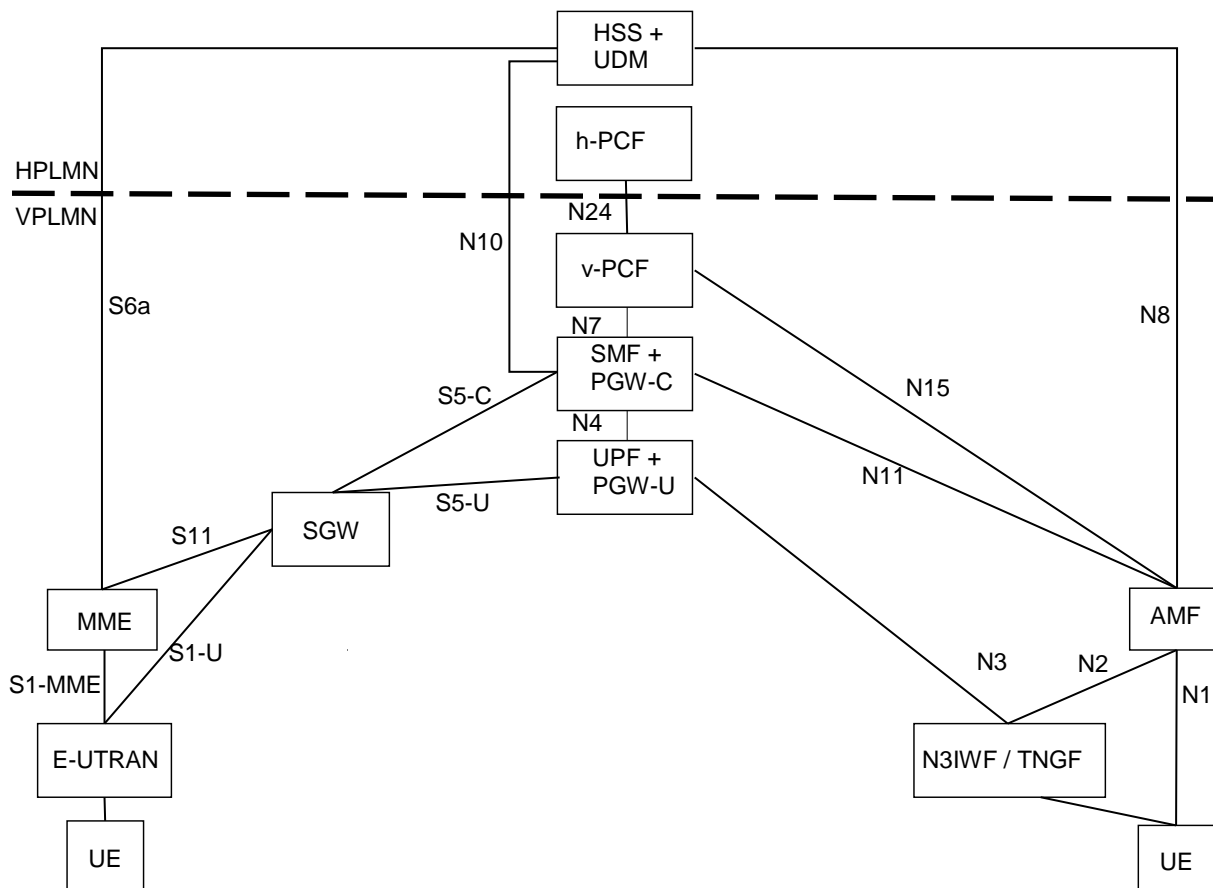 HSS +
UDM
h-PCF
HPLMN
VPLMN
N24
N10
v-PCF
S6a
N8
N7
SMF +
PGW-C
S5-C
N15
N4
UPF +
PGW-U
N11
S5-U
SGW
S11
MME
AMF
S1-U
N3
N2
S1-MME
N1
E-UTRAN
N3IWF / TNGF
UE
UE